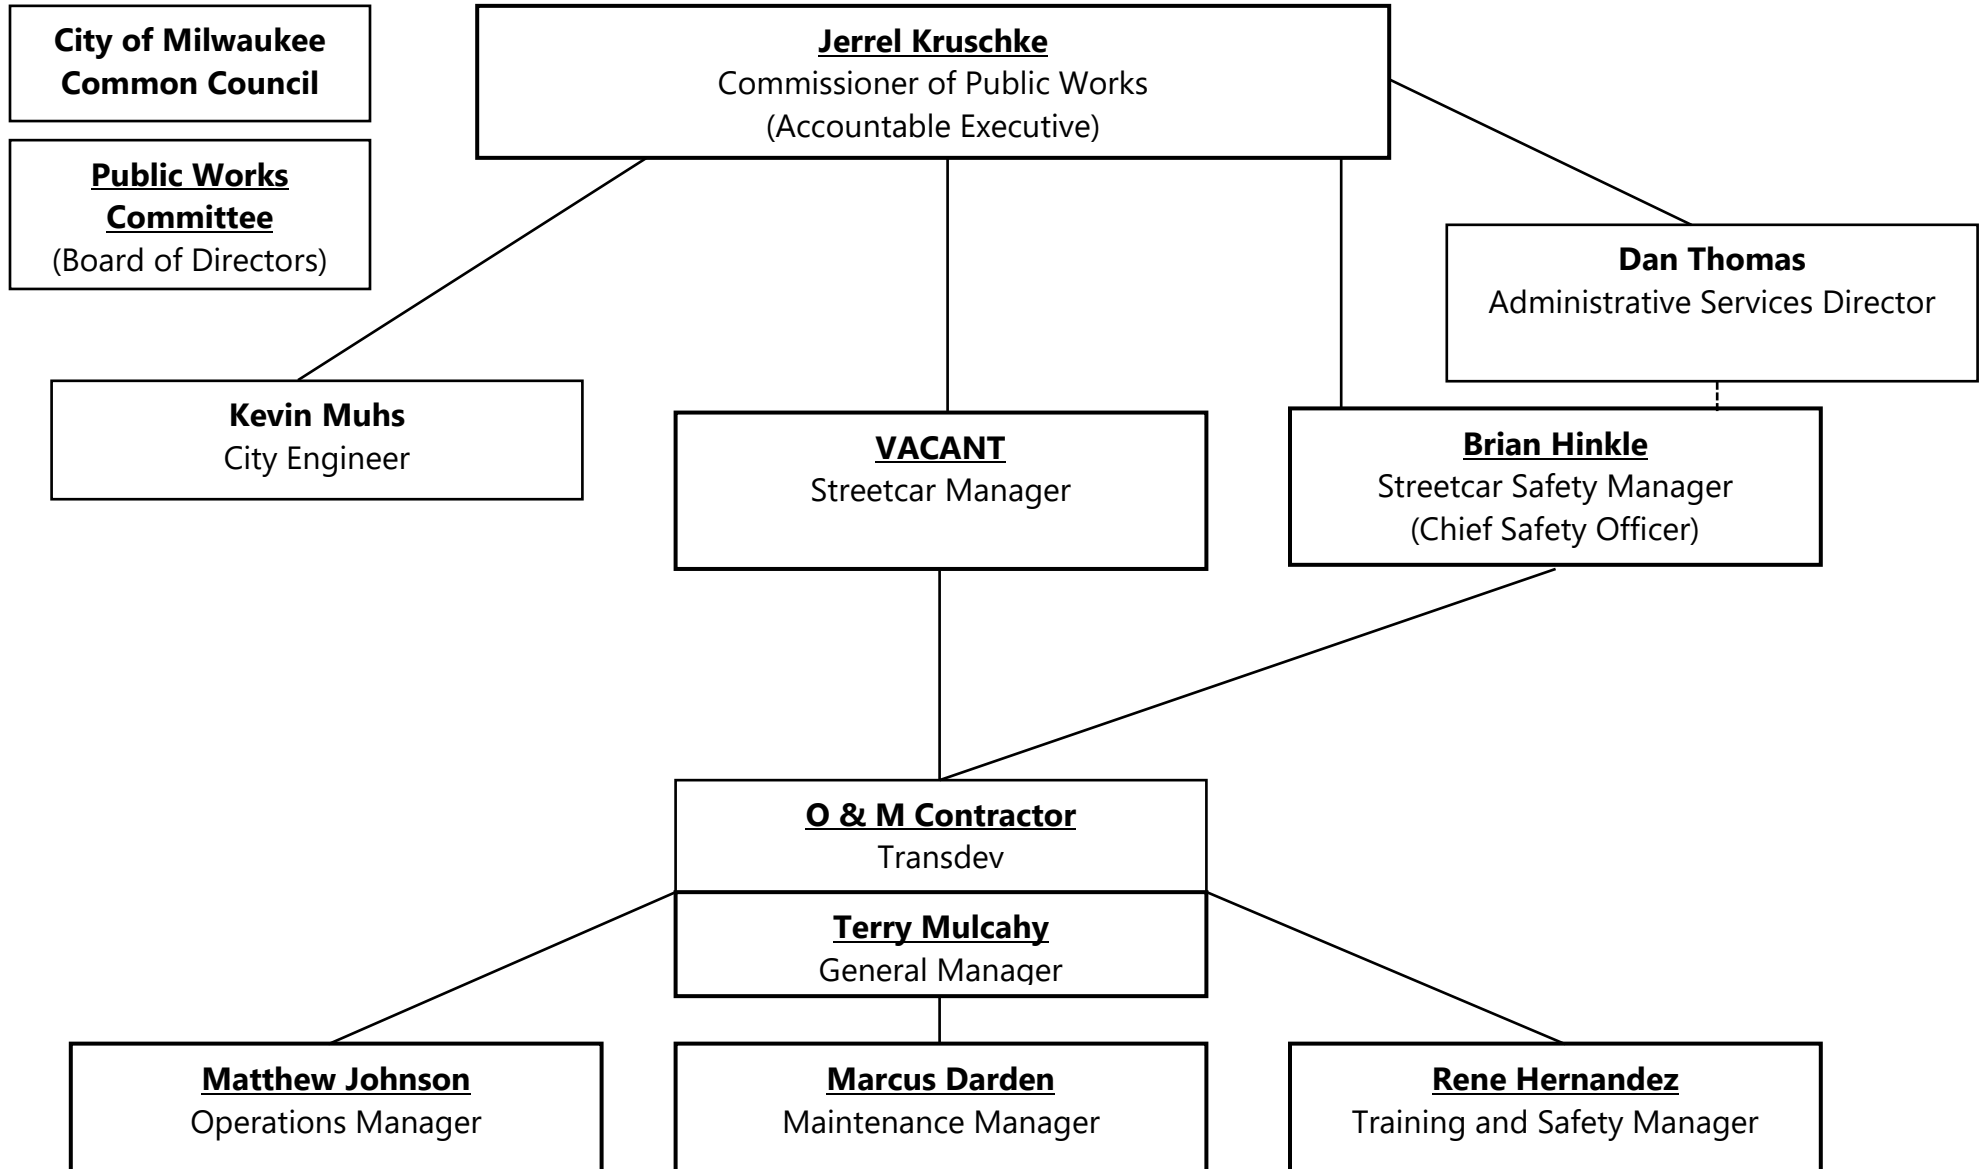 City of Milwaukee
Common Council
Public Works
Committee
(Board of Directors)
Jerrel Kruschke
Commissioner of Public Works
(Accountable Executive)
Dan Thomas
Administrative Services Director
Kevin Muhs
City Engineer
VACANT
Streetcar Manager
Brian Hinkle
Streetcar Safety Manager
(Chief Safety Officer)
O & M Contractor
Transdev
Terry Mulcahy
General Manager
Matthew Johnson
Operations Manager
Marcus Darden
Maintenance Manager
Rene Hernandez
Training and Safety Manager